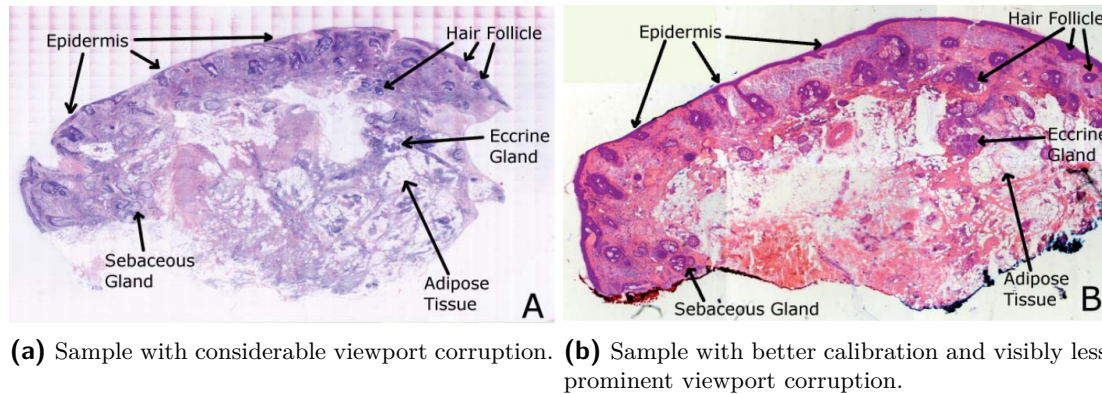 Epidermis
Hair Follicle
Eccrine
Gland
Sebaceous
Gland
Adipose
Tissue
A
Epidermis
Hair Follicle
Eccrine
Gland
Adipose
Tissue
Sebaceous Gland
B
(a) Sample with considerable viewport corruption.
(b) Sample with better calibration and visibly less
prominent viewport corruption.